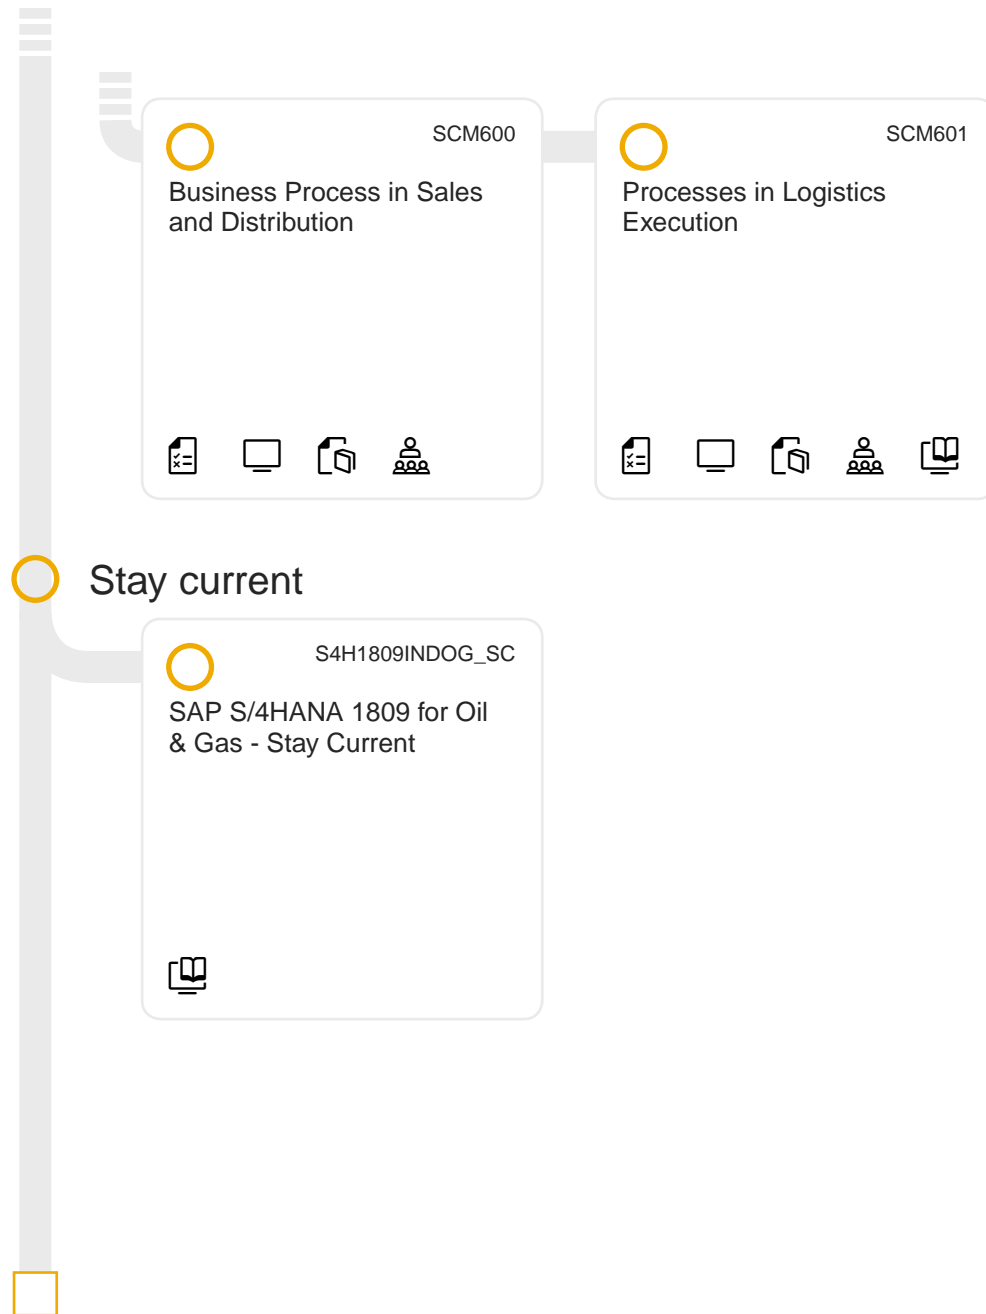 SCM600
Business Process in Sales
and Distribution
SCM601
Processes in Logistics
Execution
Stay current
S4H1809INDOG_SC
SAP S/4HANA 1809 for Oil
& Gas - Stay Current